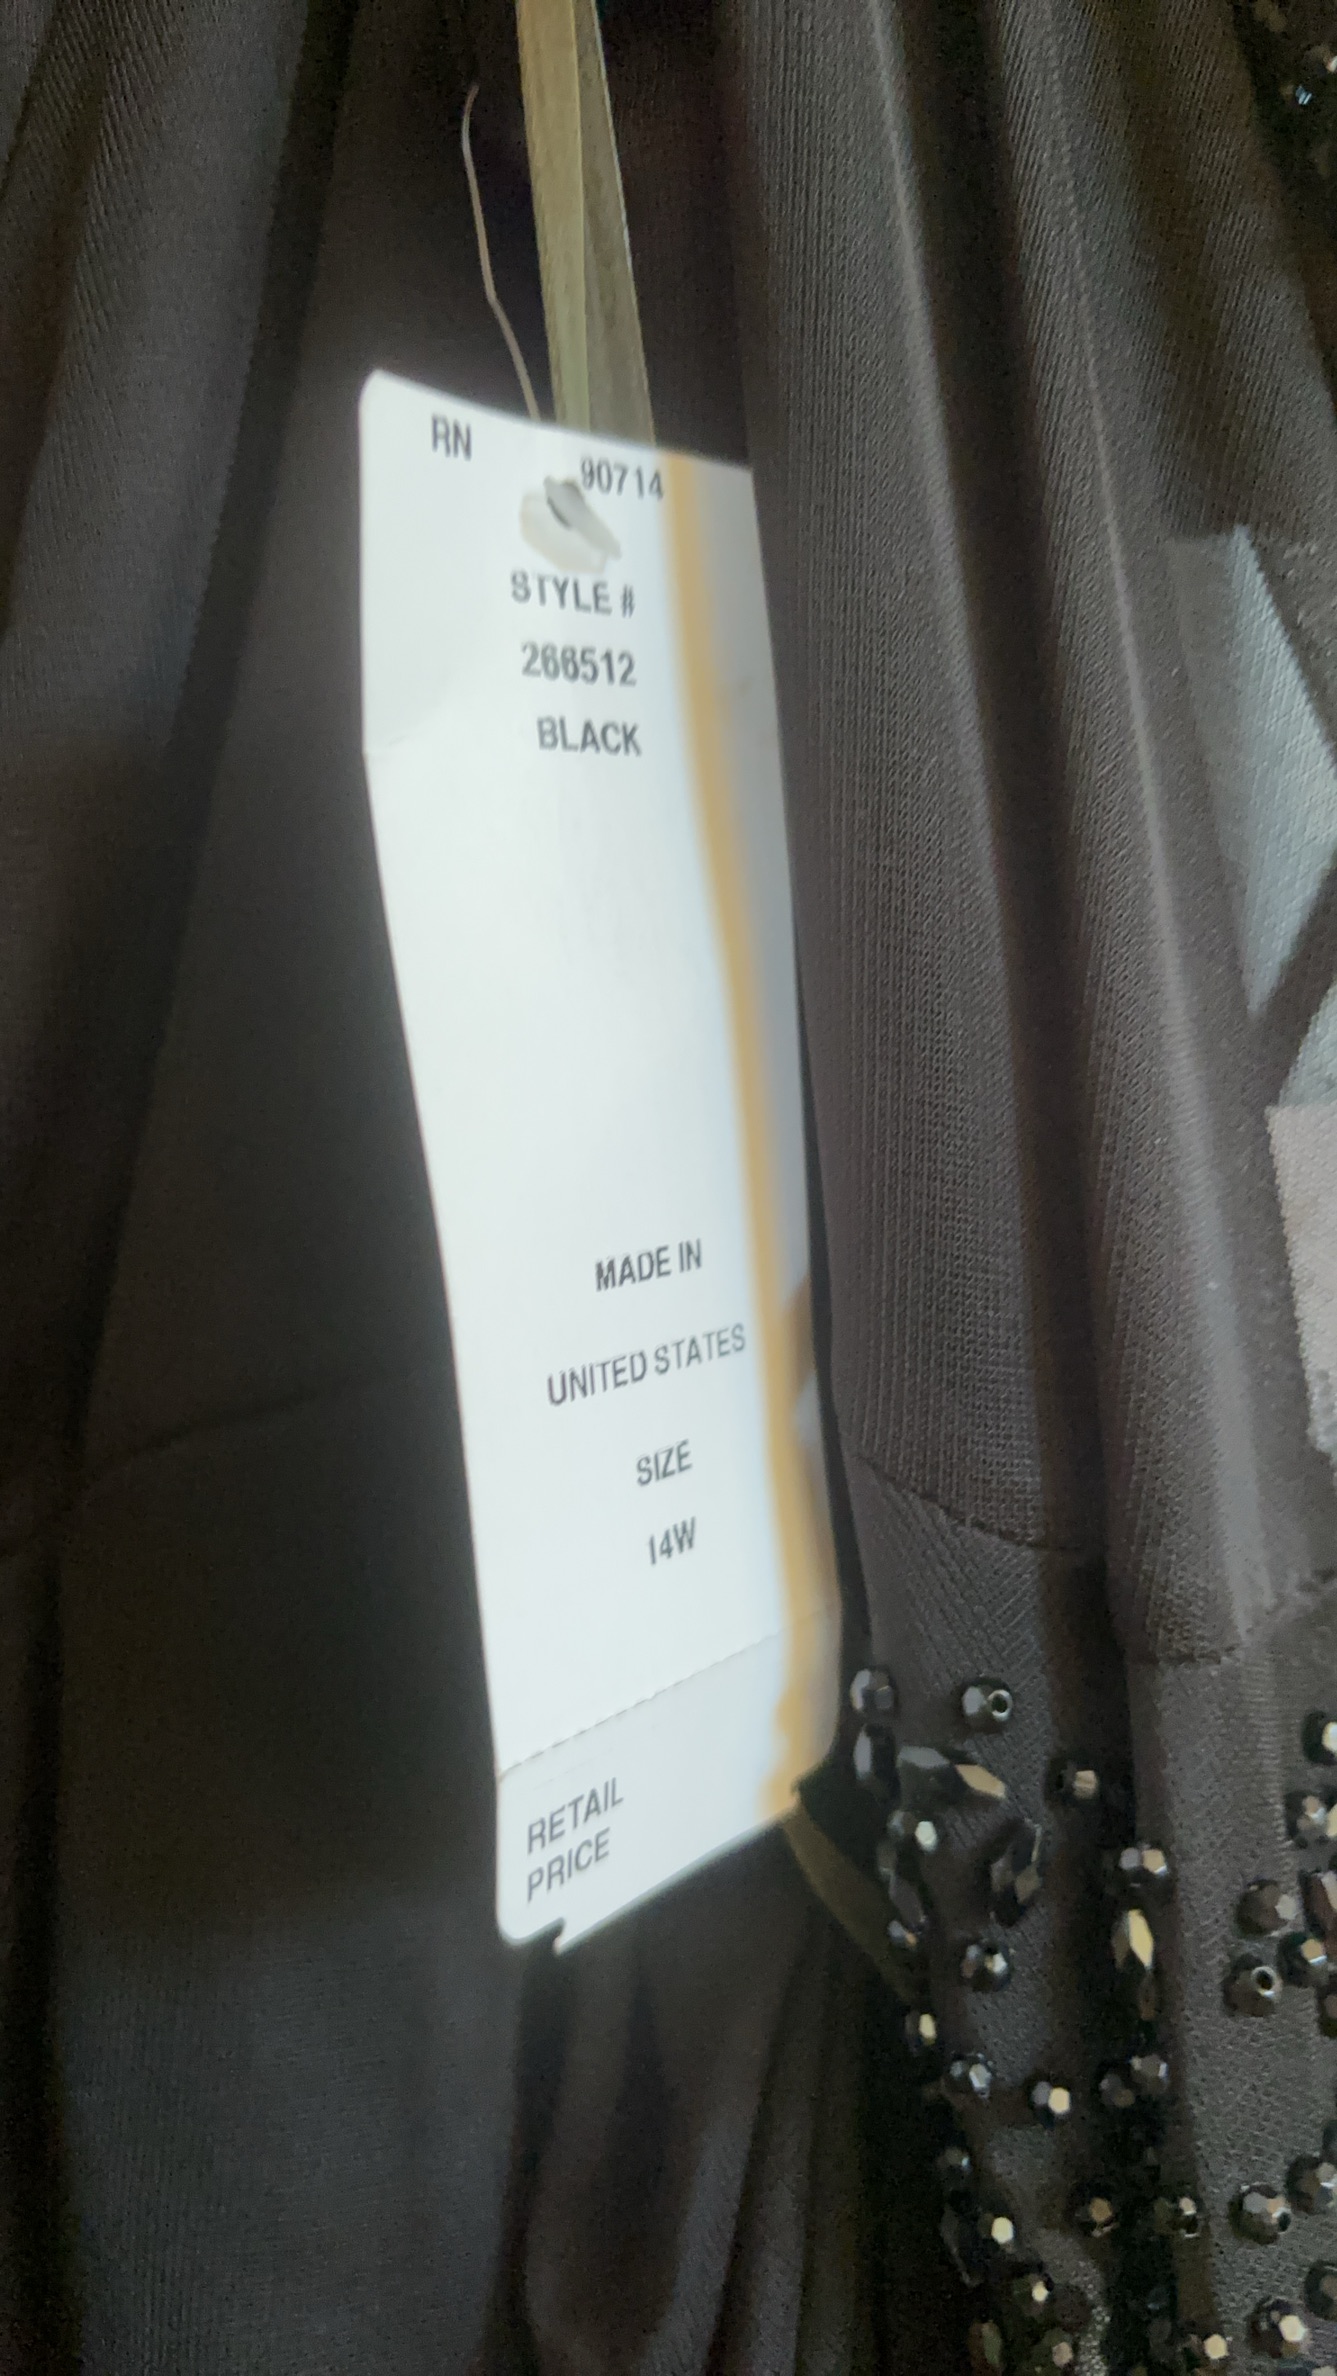 RN
90714
STYLE #
266512
BLACK
MADE IN
UNITED STATES
SIZE
14W
RETAIL
PRICE